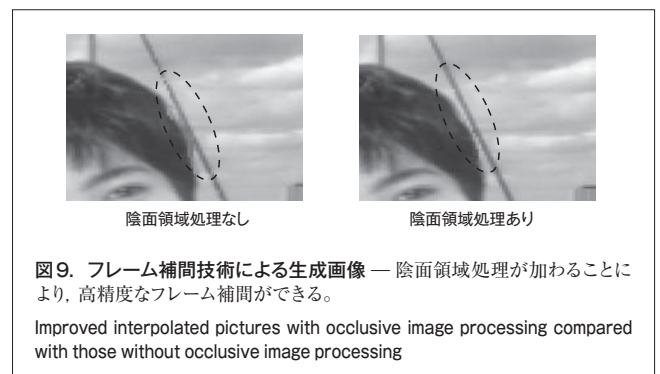 陰面領域処理なし
陰面領域処理あり
図9. フレーム補間技術による生成画像 — 陰面領域処理が加わることに
より,高精度なフレーム補間ができる。
Improved interpolated pictures with occlusive image processing compared
with those without occlusive image processing